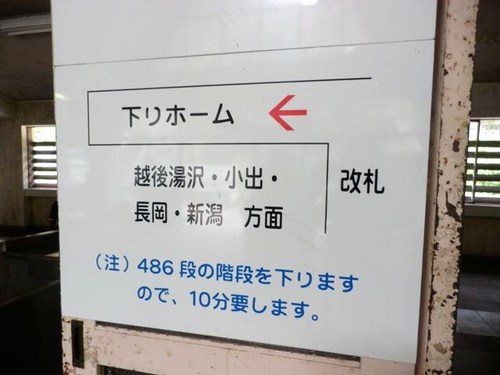 下りホーム ←
越後湯沢・小出・
長岡・新潟 方面
改札
（注）486段の階段を下ります
ので、10分要します。